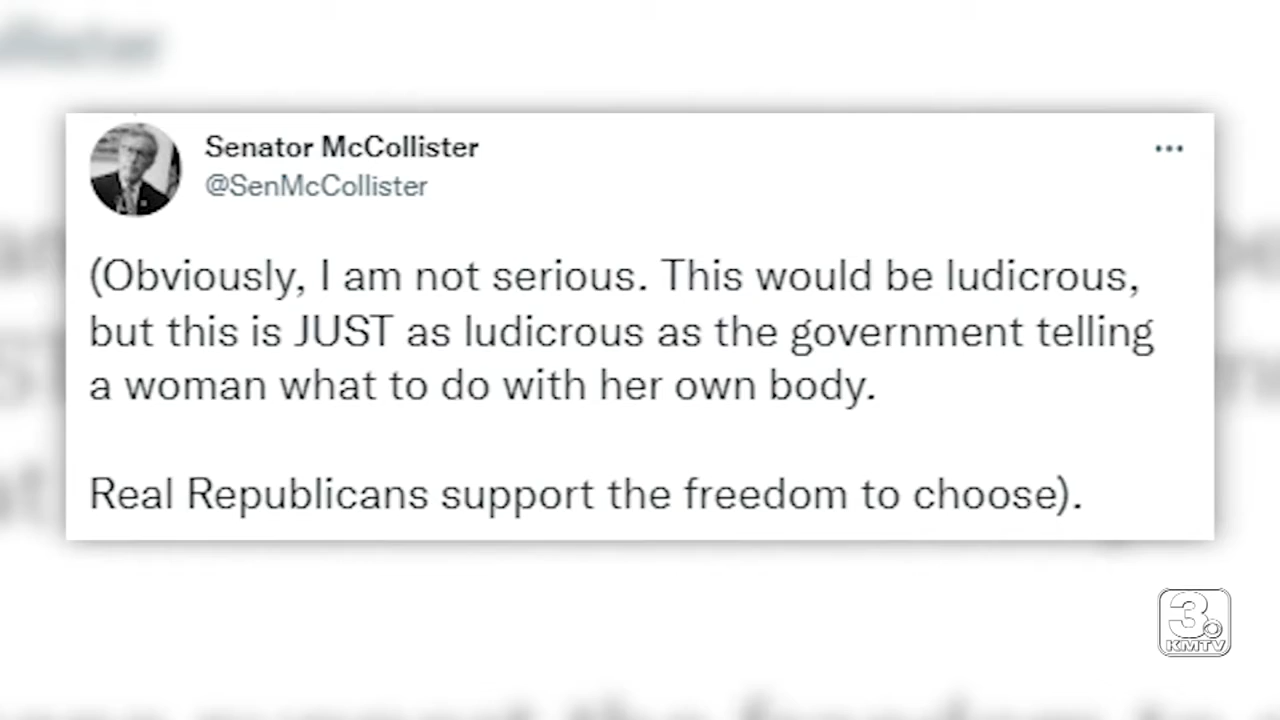 Senator McCollister
@SenMcCollister
(Obviously, I am not serious. This would be ludicrous,
but this is JUST as ludicrous as the government telling
a woman what to do with her own body.
Real Republicans support the freedom to choose).
3
KMTV